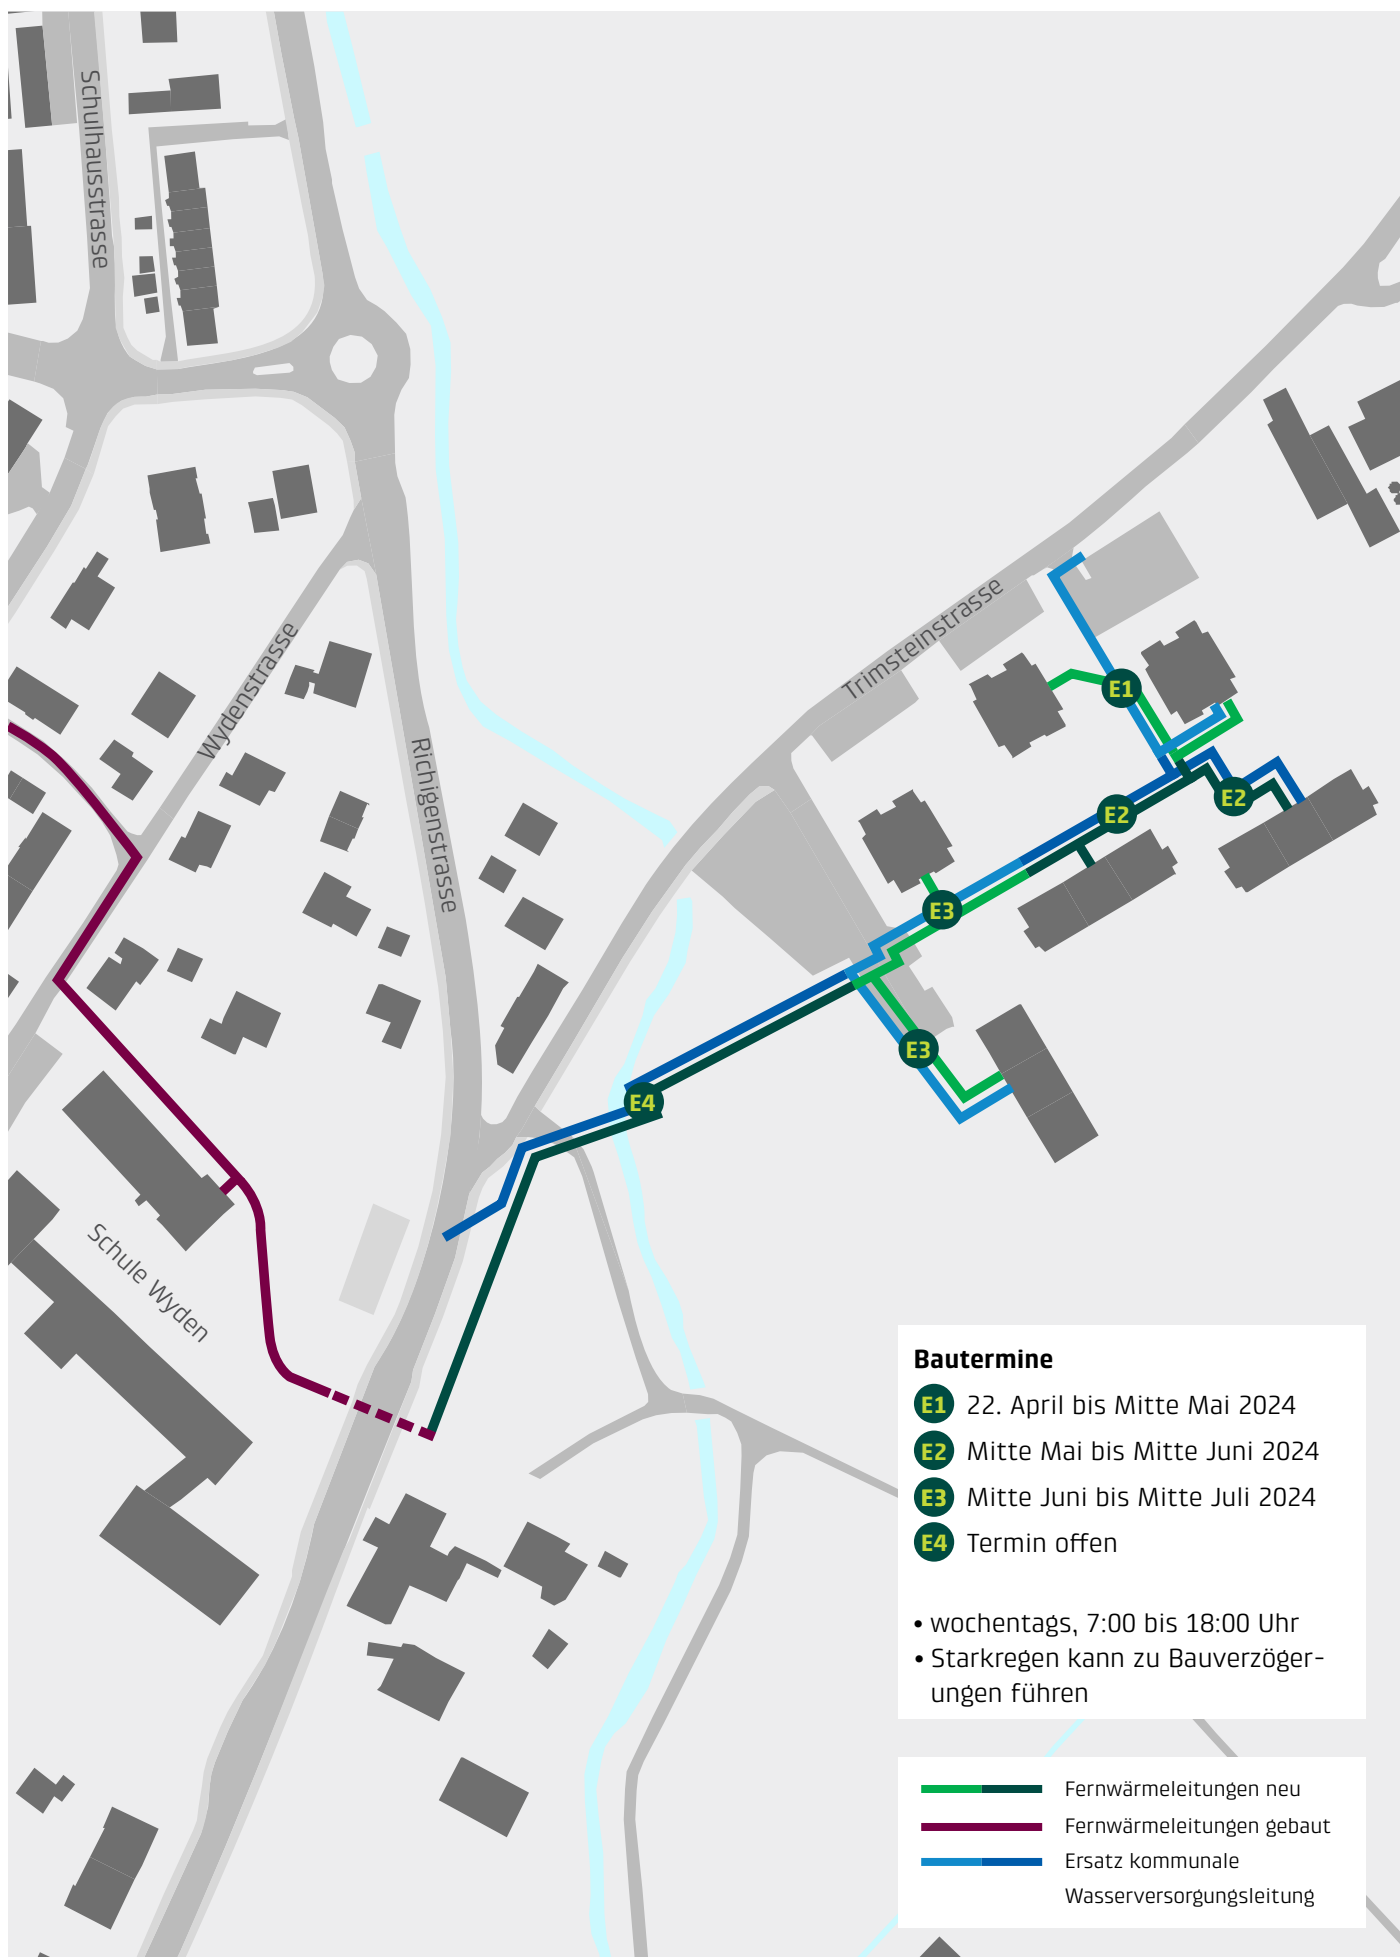 Schulhausstrasse
Trimsteinstrasse
Wydenstrasse
E1
Richigenstrasse
E2
E2
E3
E3
E4
Schule Wyden
Bautermine
E1 22. April bis Mitte Mai 2024
E2 Mitte Mai bis Mitte Juni 2024
E3 Mitte Juni bis Mitte Juli 2024
E4 Termin offen
• wochentags, 7:00 bis 18:00 Uhr
• Starkregen kann zu Bauverzöger-
ungen führen
Fernwärmeleitungen neu
Fernwärmeleitungen gebaut
Ersatz kommunale
Wasserversorgungsleitung